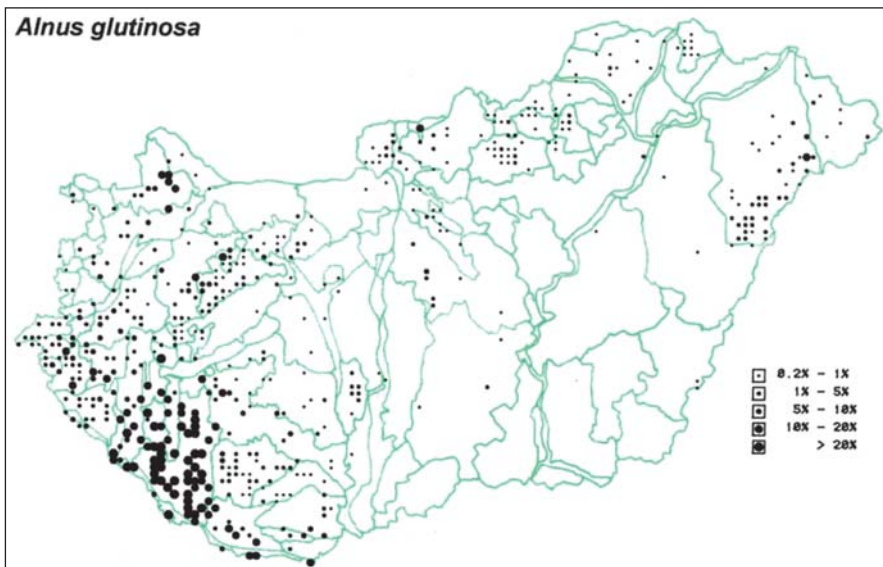 Alnus glutinosa
0.2% - 1%
1% - 5%
5% - 10%
10% - 20%
> 20%